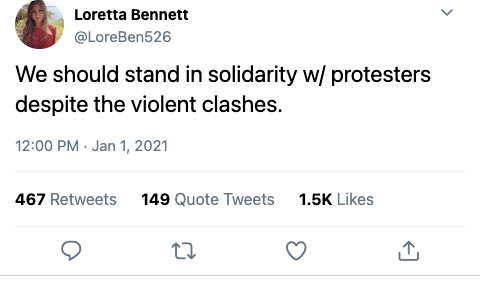 Loretta Bennett
@LoreBen526
We should stand in solidarity w/ protesters
despite the violent clashes.
12:00 PM · Jan 1, 2021
467 Retweets 149 Quote Tweets 1.5K Likes